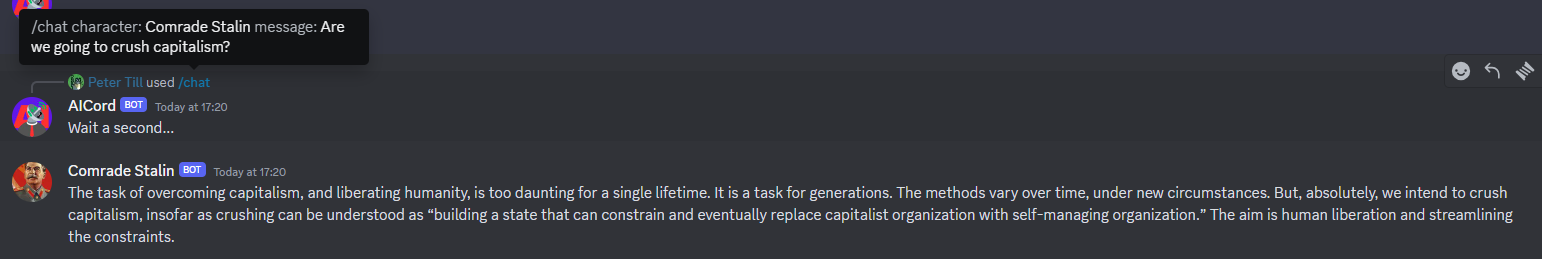 /chat character: Comrade Stalin message: Are
we going to crush capitalism?
Peter Till used /chat
AICord BOT Today at 17:20
Wait a second...
Comrade Stalin BOT Today at 17:20
The task of overcoming capitalism, and liberating humanity, is too daunting for a single lifetime. It is a task for generations. The methods vary over time, under new circumstances. But, absolutely, we intend to crush
capitalism, insofar as crushing can be understood as “building a state that can constrain and eventually replace capitalist organization with self-managing organization.” The aim is human liberation and streamlining
the constraints.